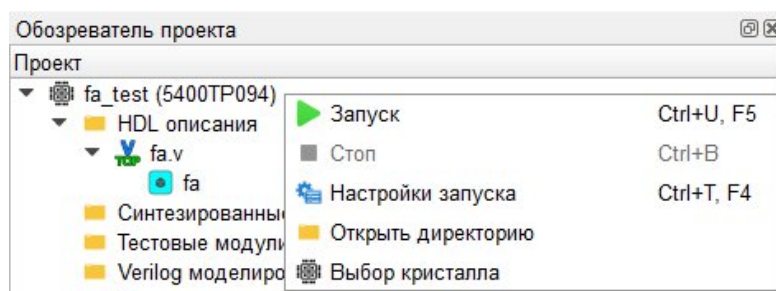 Обозреватель проекта
Проект
fa_test (5400ТР094)
HDL описания
TOP
fa.v
fa
Синтезированны
Тестовые модули
Verilog моделиро
Запуск Ctrl+U, F5
Стоп Ctrl+B
Настройки запуска Ctrl+T, F4
Открыть директорию
Выбор кристалла